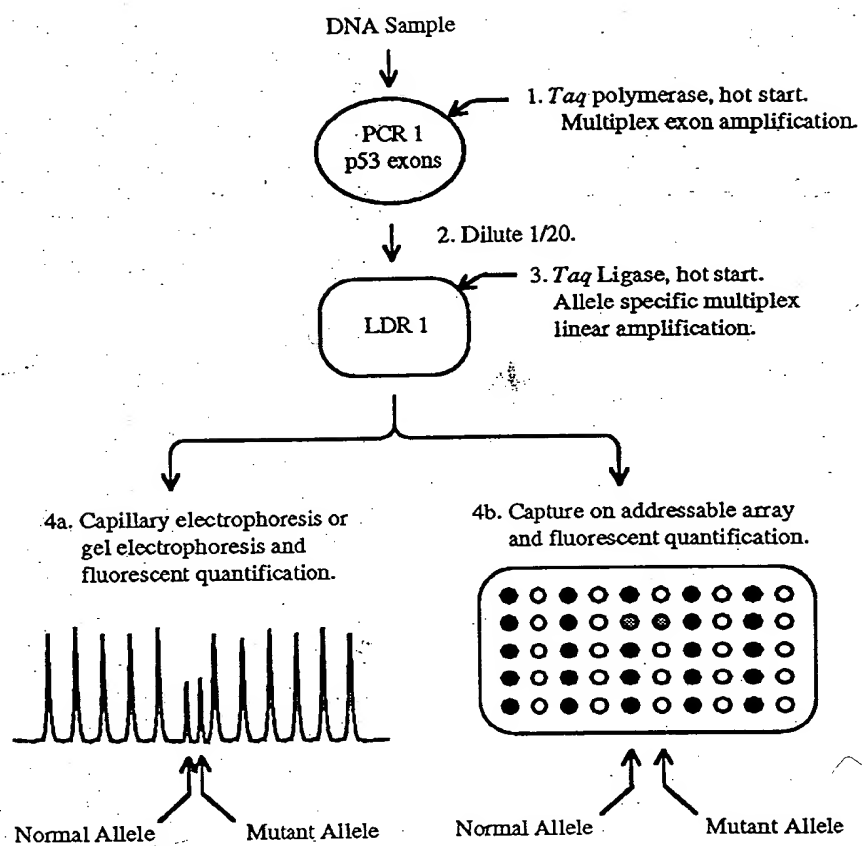 DNA Sample
1. Taq polymerase, hot start.
Multiplex exon amplification.
PCR 1
p53 exons
2. Dilute 1/20.
3. Taq Ligase, hot start.
Allele specific multiplex
linear amplification.
LDR 1
4a. Capillary electrophoresis or
gel electrophoresis and
fluorescent quantification.
4b. Capture on addressable array
and fluorescent quantification.
Normal Allele
Mutant Allele
Normal Allele
Mutant Allele